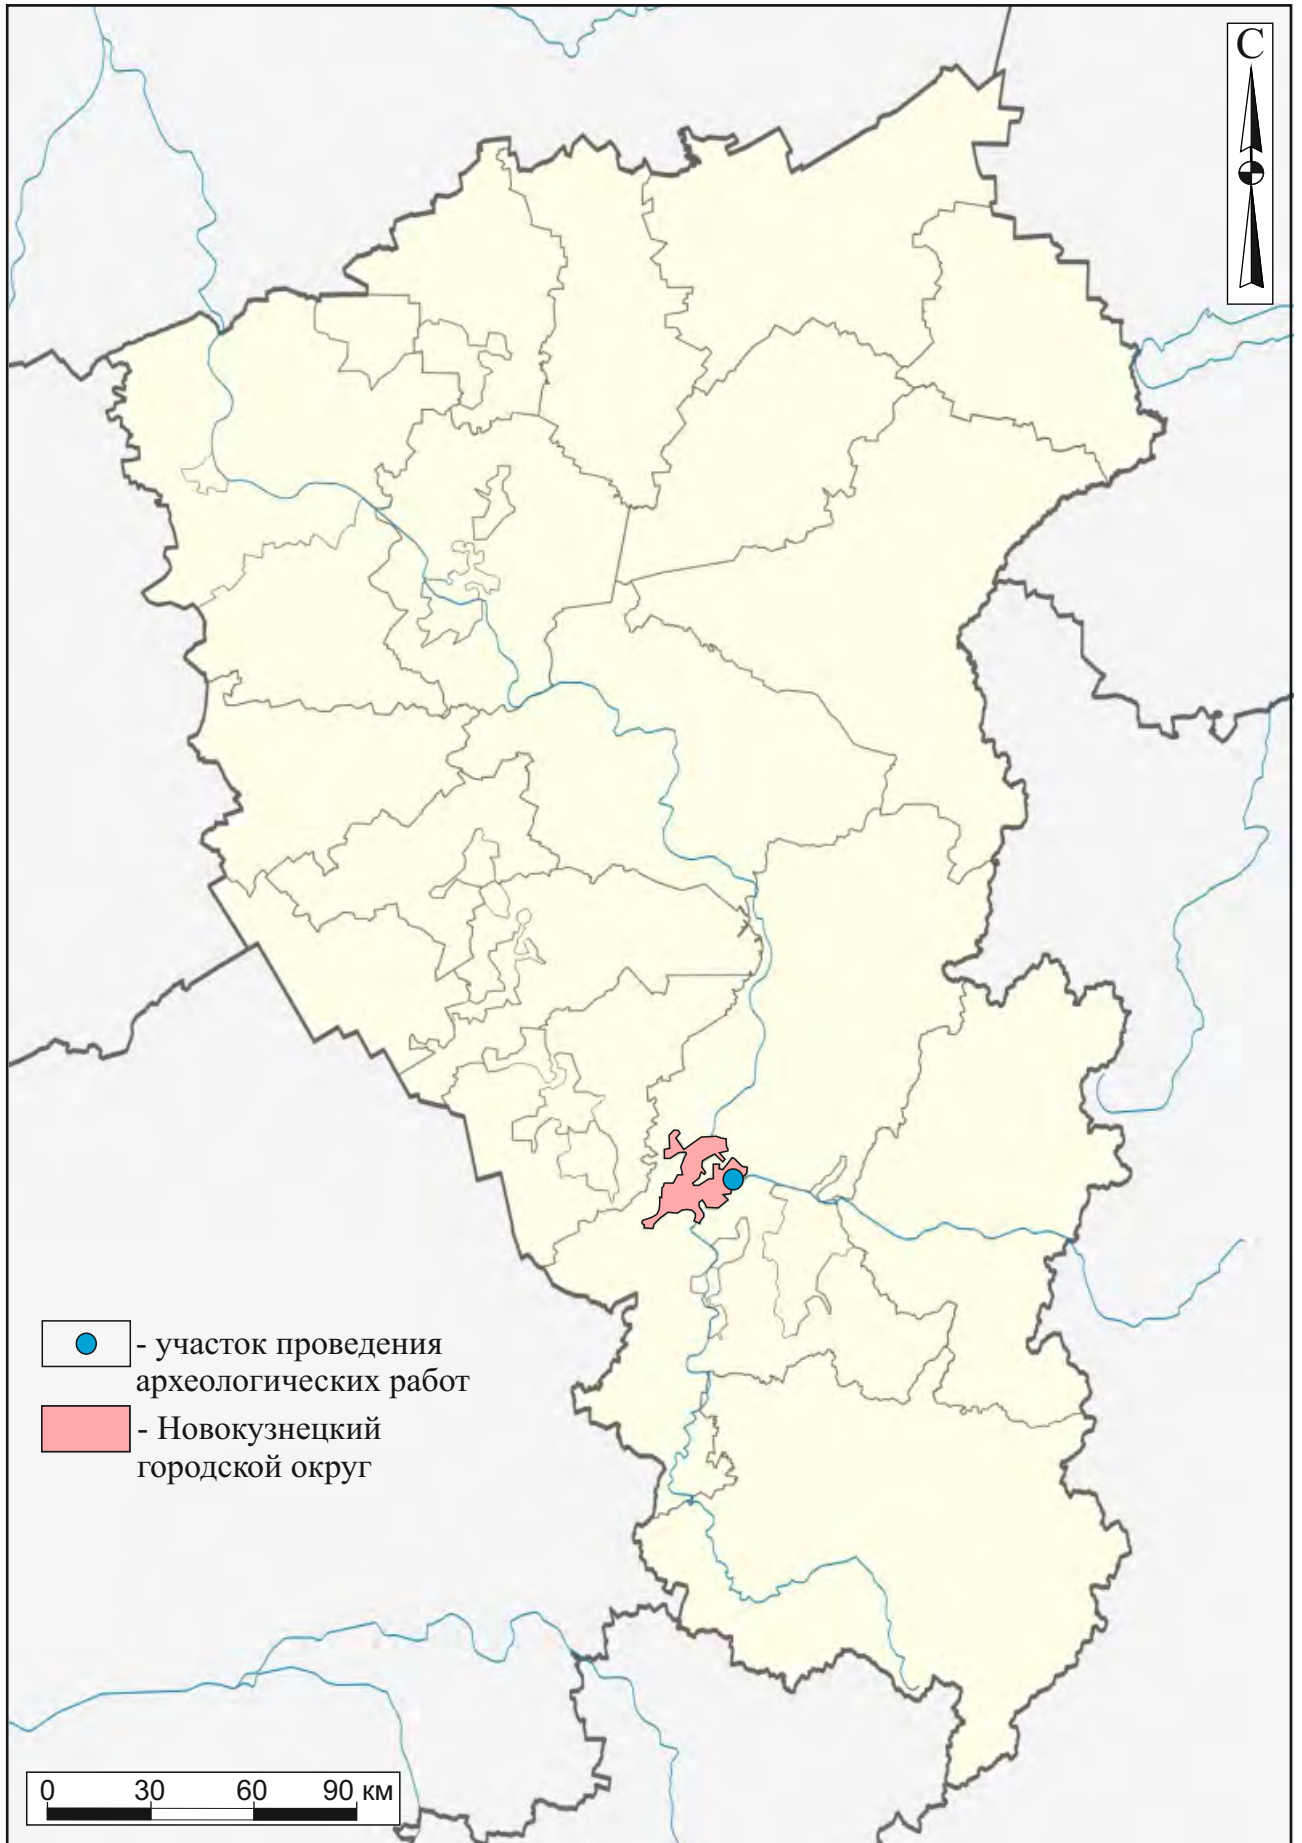 С
- участок проведения
археологических работ
- Новокузнецкий
городской округ
0 30 60 90 км